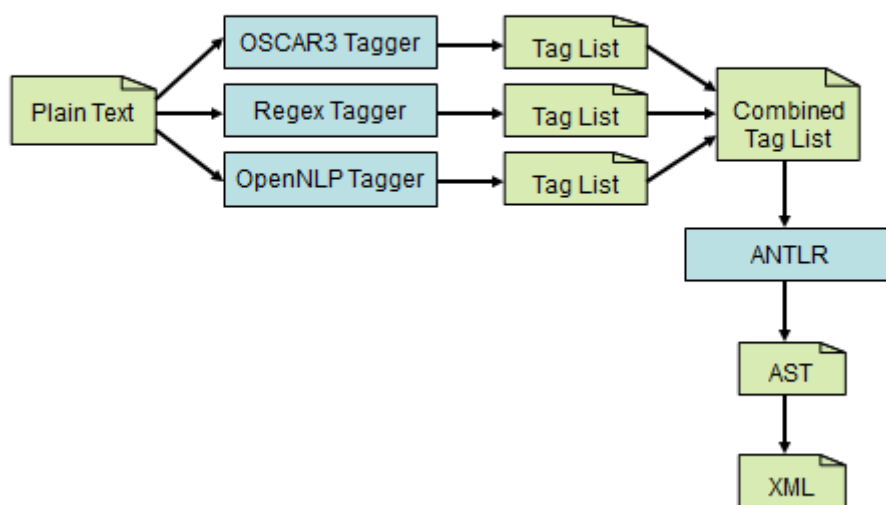 OSCAR3 Tagger
Tag List
Plain Text
Regex Tagger
Tag List
Combined
Tag List
OpenNLP Tagger
Tag List
ANTLR
AST
XML